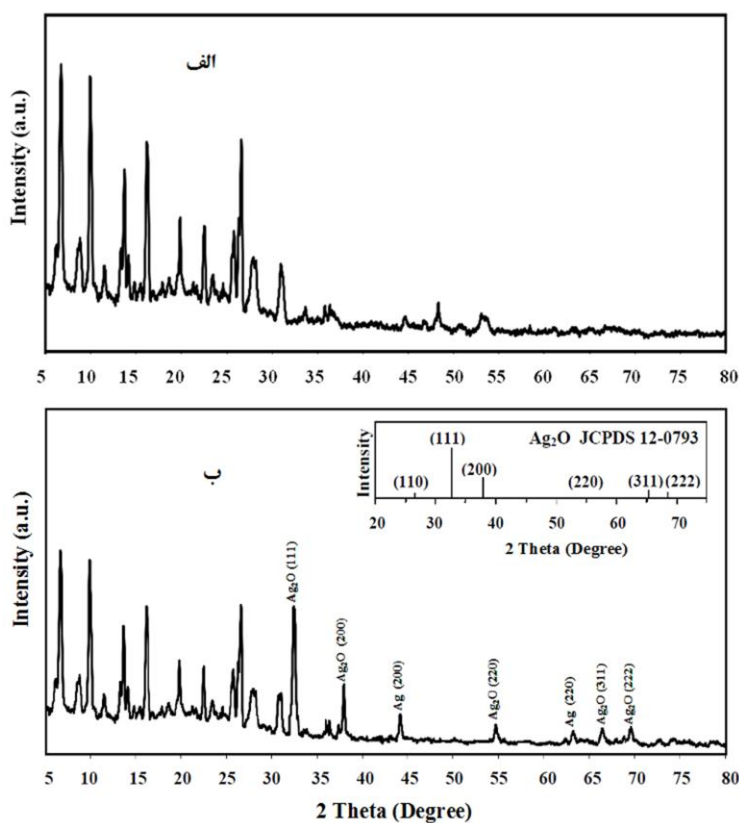 الف
Intensity (a.u.)
5 10 15 20 25 30 35 40 45 50 55 60 65 70 75 80
ب
Ag₂O JCPDS 12-0793
Intensity
(110) (111) (200) (220) (311) (222)
20 30 40 50 60 70
2 Theta (Degree)
Intensity (a.u.)
Ag₂O (111)
Ag₂O (200)
Ag (200)
Ag₂O (220)
Ag (220)
Ag₂O (311)
Ag₂O (222)
5 10 15 20 25 30 35 40 45 50 55 60 65 70 75 80
2 Theta (Degree)